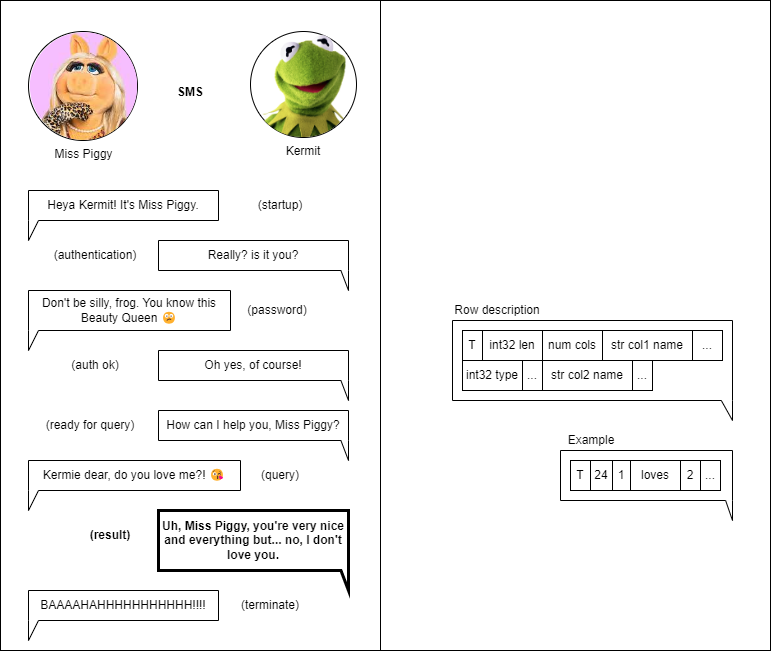 SMS
Miss Piggy
Kermit
Heya Kermit! It's Miss Piggy.
(startup)
(authentication)
Really? is it you?
Don't be silly, frog. You know this
Beauty Queen 😕
(password)
(auth ok)
Oh yes, of course!
(ready for query)
How can I help you, Miss Piggy?
Kermie dear, do you love me?! 😘
(query)
(result)
Uh, Miss Piggy, you're very nice
and everything but... no, I don't
love you.
BAAAAHAHHHHHHHHHHH!!!!
(terminate)
Row description
T int32 len num cols str col1 name ...
int32 type ... str col2 name ...
Example
T 24 1 loves 2 ...